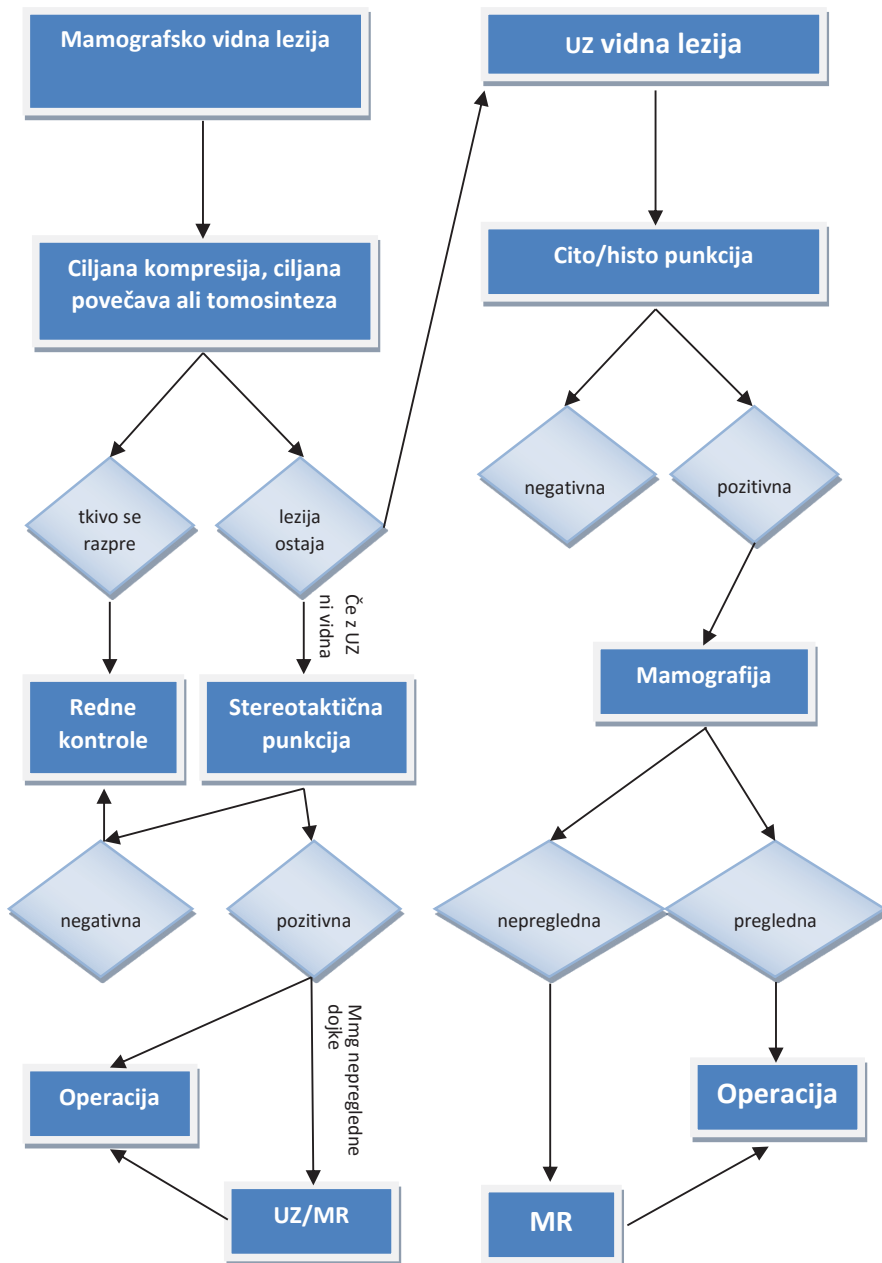 Mamografsko vidna lezija
Ciljana kompresija, ciljana
povečava ali tomosinteza
tkivo se
razpre
lezija
ostaja
Če z UZ
ni vidna
Redne
kontrole
Stereotaktična
punkcija
negativna
pozitivna
Mmg nepregledne
dojke
Operacija
UZ/MR
UZ vidna lezija
Cito/histo punkcija
negativna
pozitivna
Mamografija
nepregledna
pregledna
Operacija
MR